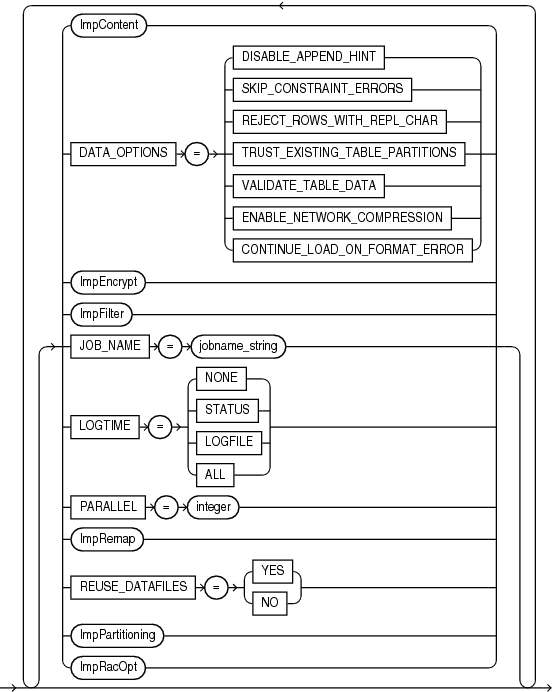 ImpContent
DISABLE_APPEND_HINT
SKIP_CONSTRAINT_ERRORS
REJECT_ROWS_WITH_REPL_CHAR
DATA_OPTIONS = TRUST_EXISTING_TABLE_PARTITIONS
VALIDATE_TABLE_DATA
ENABLE_NETWORK_COMPRESSION
CONTINUE_LOAD_ON_FORMAT_ERROR
ImpEncrypt
ImpFilter
JOB_NAME = jobname_string
NONE
STATUS
LOGTIME =
LOGFILE
ALL
PARALLEL = integer
ImpRemap
YES
REUSE_DATAFILES =
NO
ImpPartitioning
ImpRacOpt